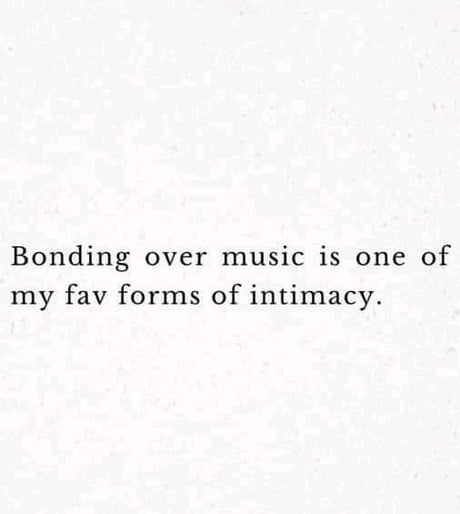 Bonding over music is one of
my fav forms of intimacy.